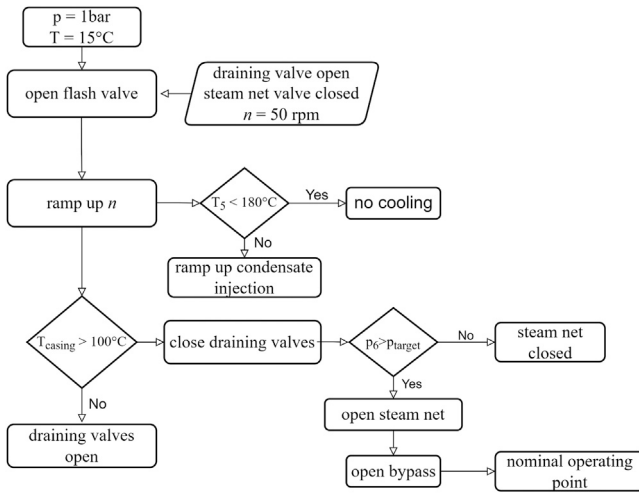 p = 1bar
T = 15°C
open flash valve
draining valve open
steam net valve closed
n = 50 rpm
ramp up n
T5 < 180°C
Yes
no cooling
No
ramp up condensate
injection
Tcasing > 100°C
close draining valves
p6>ptarget
No
steam net
closed
Yes
No
open steam net
draining valves
open
open bypass
nominal operating
point